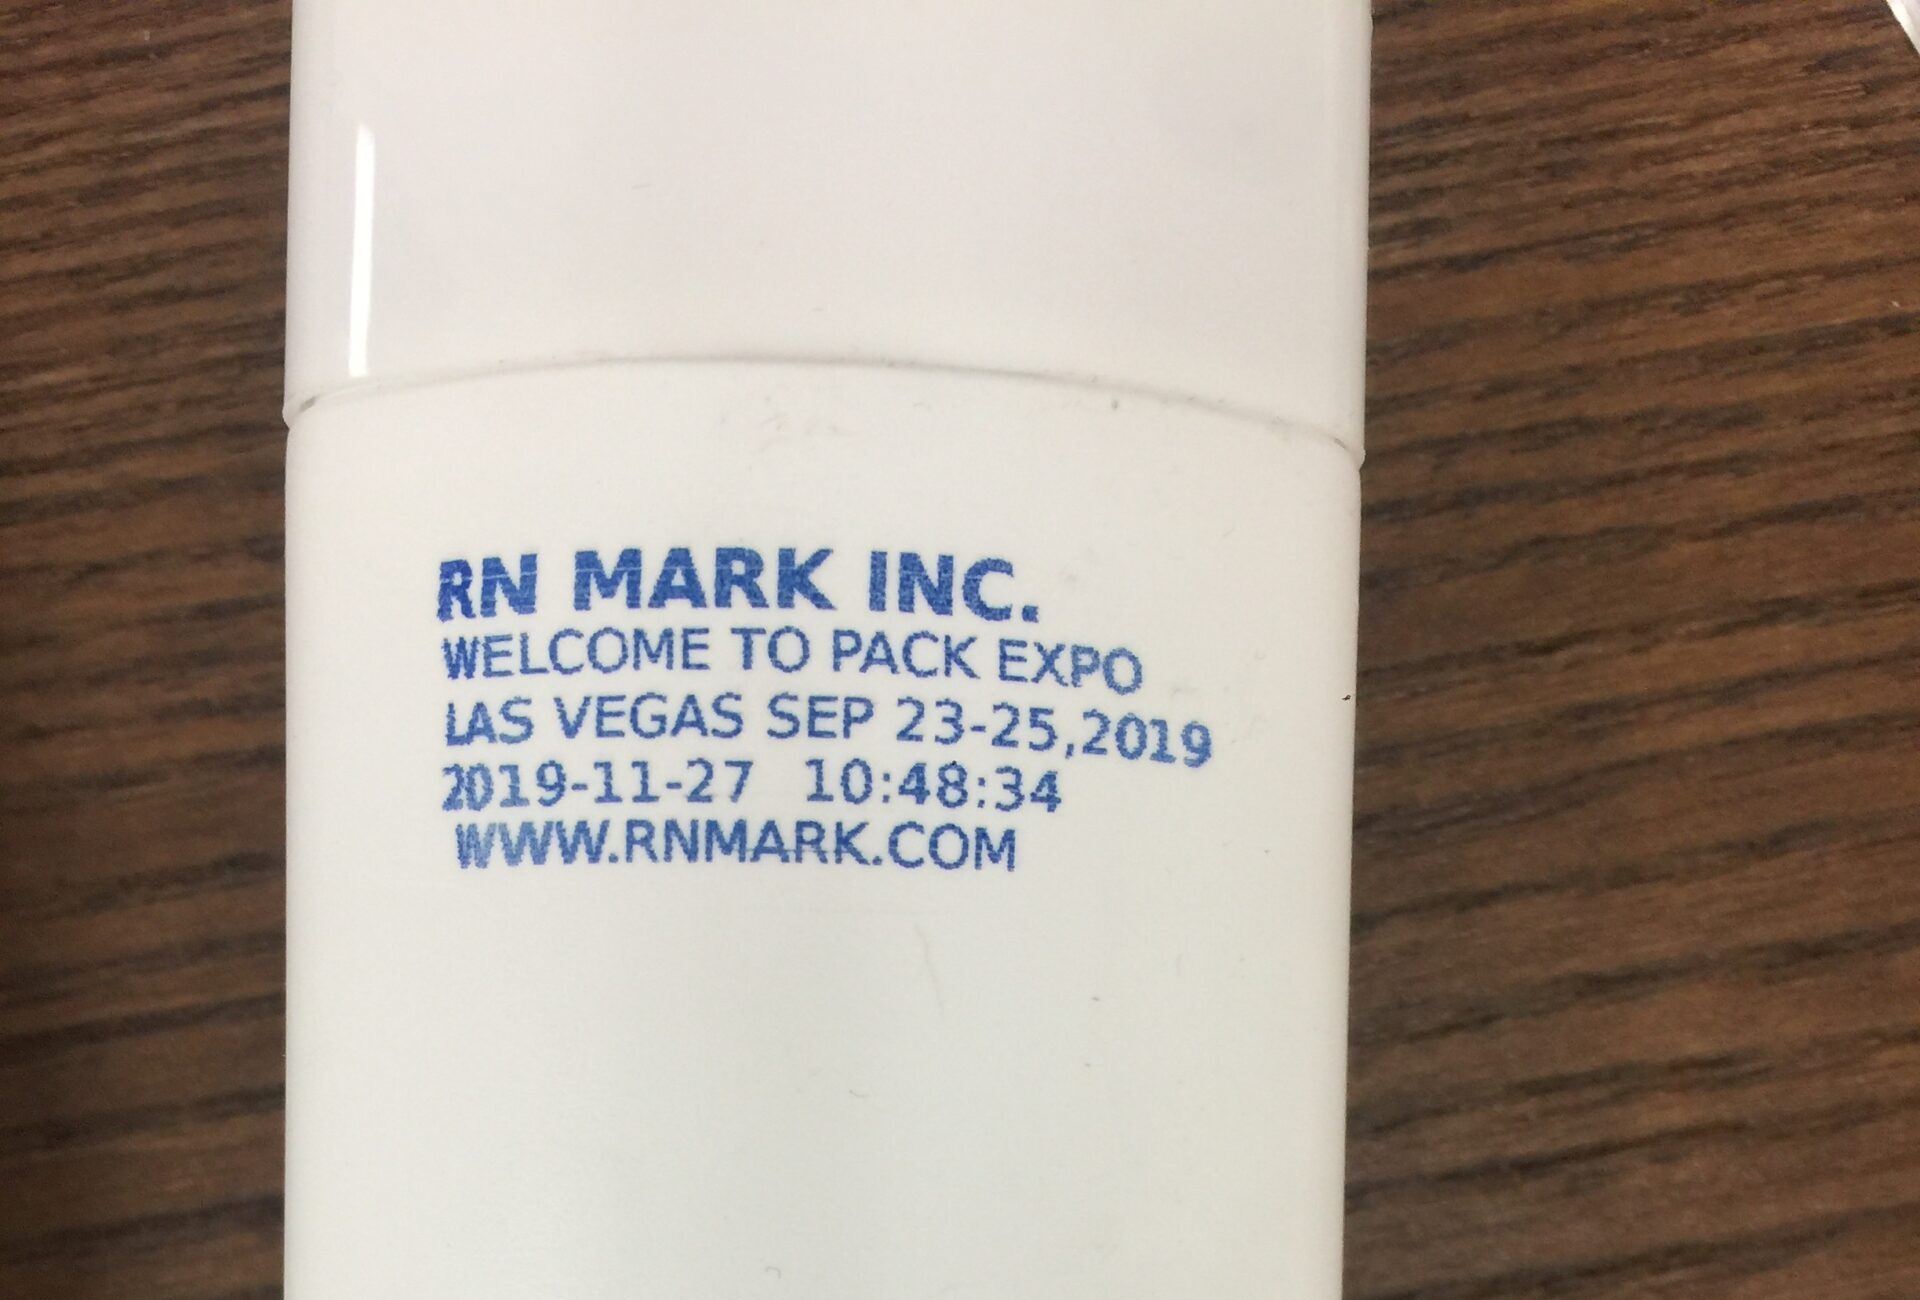 RN MARK INC.
WELCOME TO PACK EXPO
LAS VEGAS SEP 23-25,2019
2019-11-27 10:48:34
WWW.RNMARK.COM